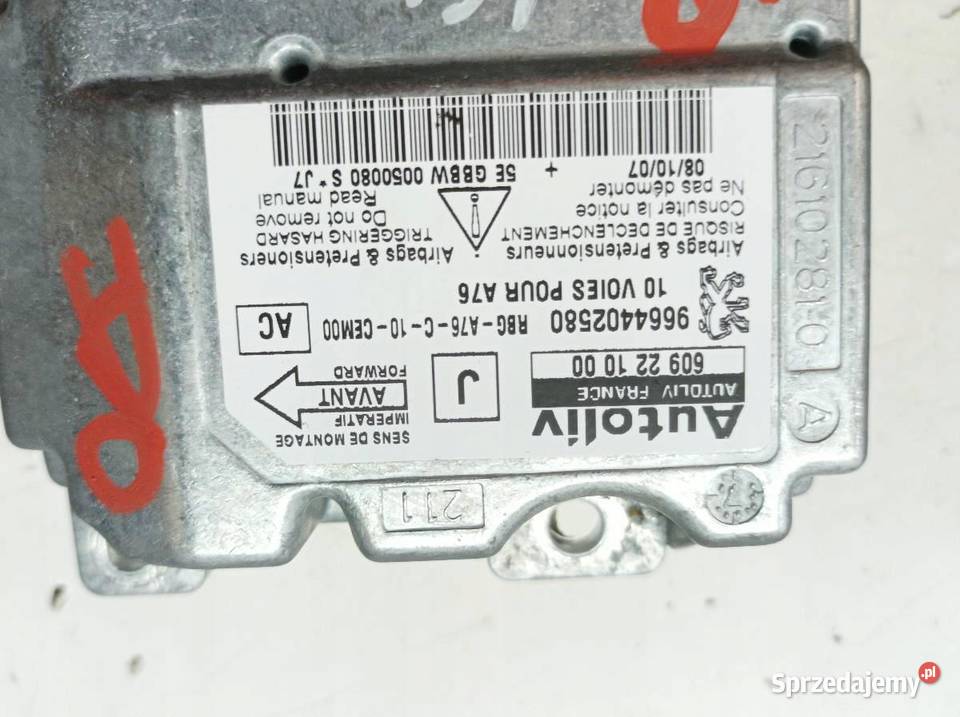 Autoliv
AUTOLIV FRANCE
609 22 10 00
J
SENS DE MONTAGE
IMPERATIF
AVANT
FORWARD
9664402580 RBG-A76-C-10-CEM00
10 VOIES POUR A76
AC
Airbags & Pretensionneurs
RISQUE DE DECLENCHEMENT
Consulter la notice
Ne pas démonter
Airbags & Pretensioners
TRIGGERING HASARD
Do not remove
Read manual
08/10/07 + 5E GBBW 0050080 S * J7
216102810
A
211
Sprzedajemy.pl